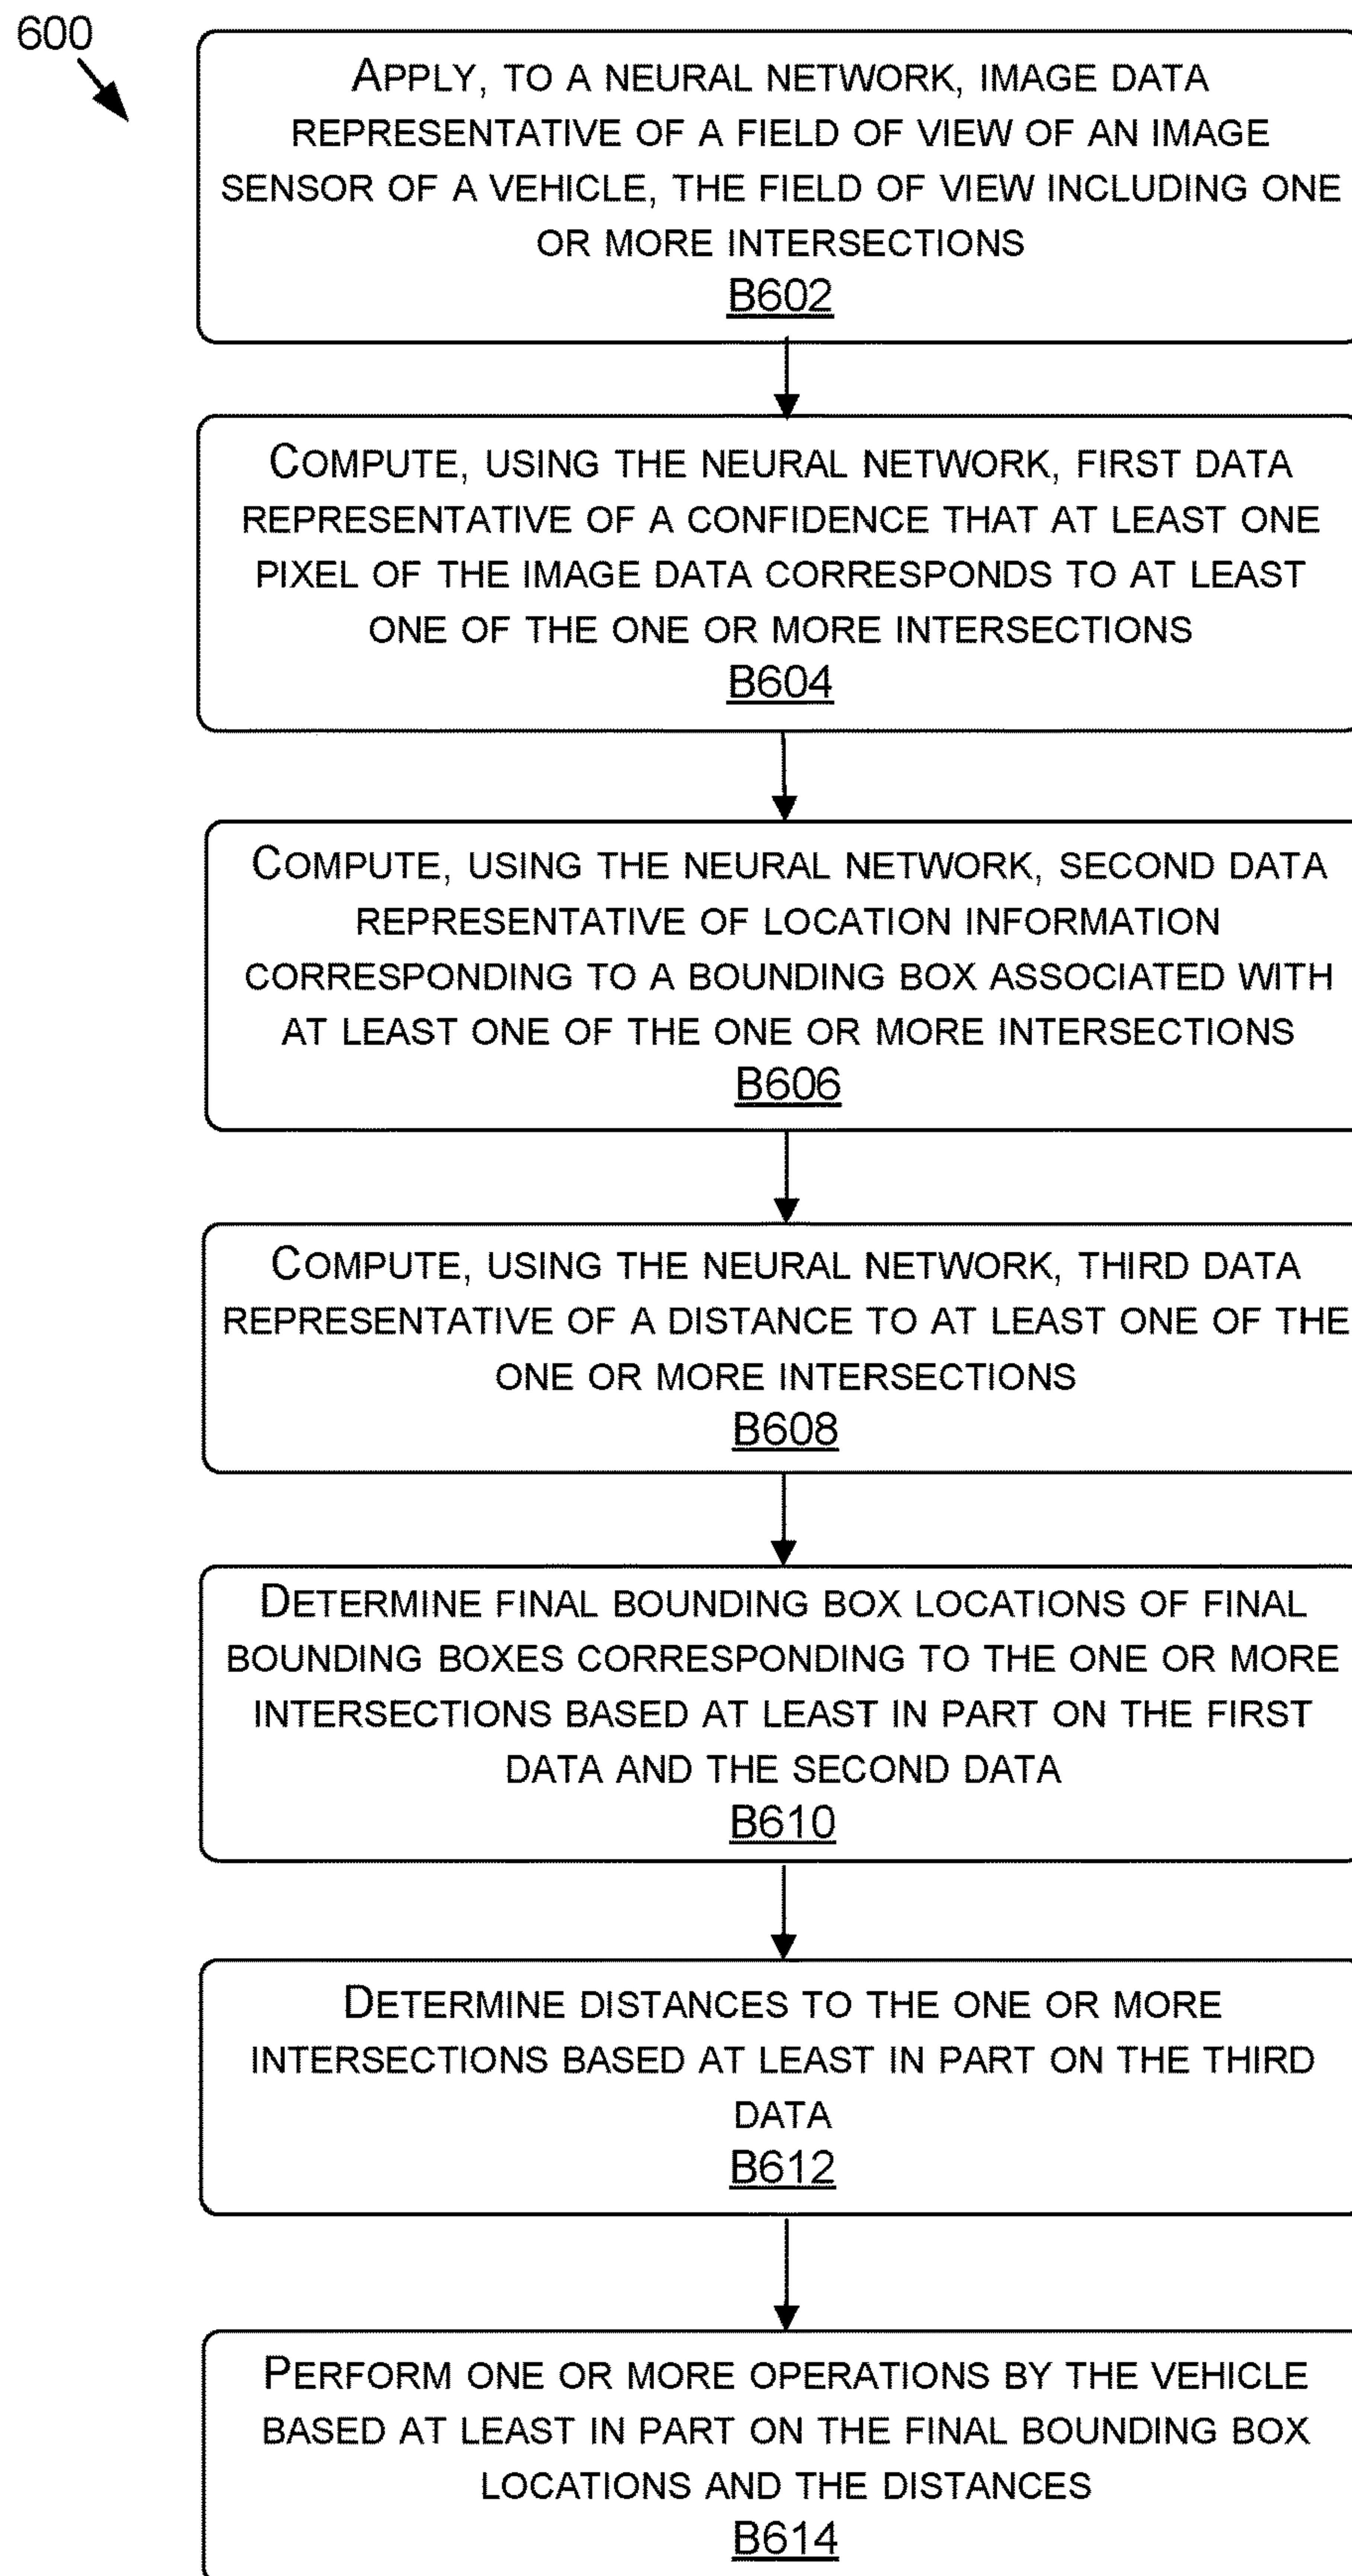 600
APPLY, TO A NEURAL NETWORK, IMAGE DATA
REPRESENTATIVE OF A FIELD OF VIEW OF AN IMAGE
SENSOR OF A VEHICLE, THE FIELD OF VIEW INCLUDING ONE
OR MORE INTERSECTIONS
B602
COMPUTE, USING THE NEURAL NETWORK, FIRST DATA
REPRESENTATIVE OF A CONFIDENCE THAT AT LEAST ONE
PIXEL OF THE IMAGE DATA CORRESPONDS TO AT LEAST
ONE OF THE ONE OR MORE INTERSECTIONS
B604
COMPUTE, USING THE NEURAL NETWORK, SECOND DATA
REPRESENTATIVE OF LOCATION INFORMATION
CORRESPONDING TO A BOUNDING BOX ASSOCIATED WITH
AT LEAST ONE OF THE ONE OR MORE INTERSECTIONS
B606
COMPUTE, USING THE NEURAL NETWORK, THIRD DATA
REPRESENTATIVE OF A DISTANCE TO AT LEAST ONE OF THE
ONE OR MORE INTERSECTIONS
B608
DETERMINE FINAL BOUNDING BOX LOCATIONS OF FINAL
BOUNDING BOXES CORRESPONDING TO THE ONE OR MORE
INTERSECTIONS BASED AT LEAST IN PART ON THE FIRST
DATA AND THE SECOND DATA
B610
DETERMINE DISTANCES TO THE ONE OR MORE
INTERSECTIONS BASED AT LEAST IN PART ON THE THIRD
DATA
B612
PERFORM ONE OR MORE OPERATIONS BY THE VEHICLE
BASED AT LEAST IN PART ON THE FINAL BOUNDING BOX
LOCATIONS AND THE DISTANCES
B614